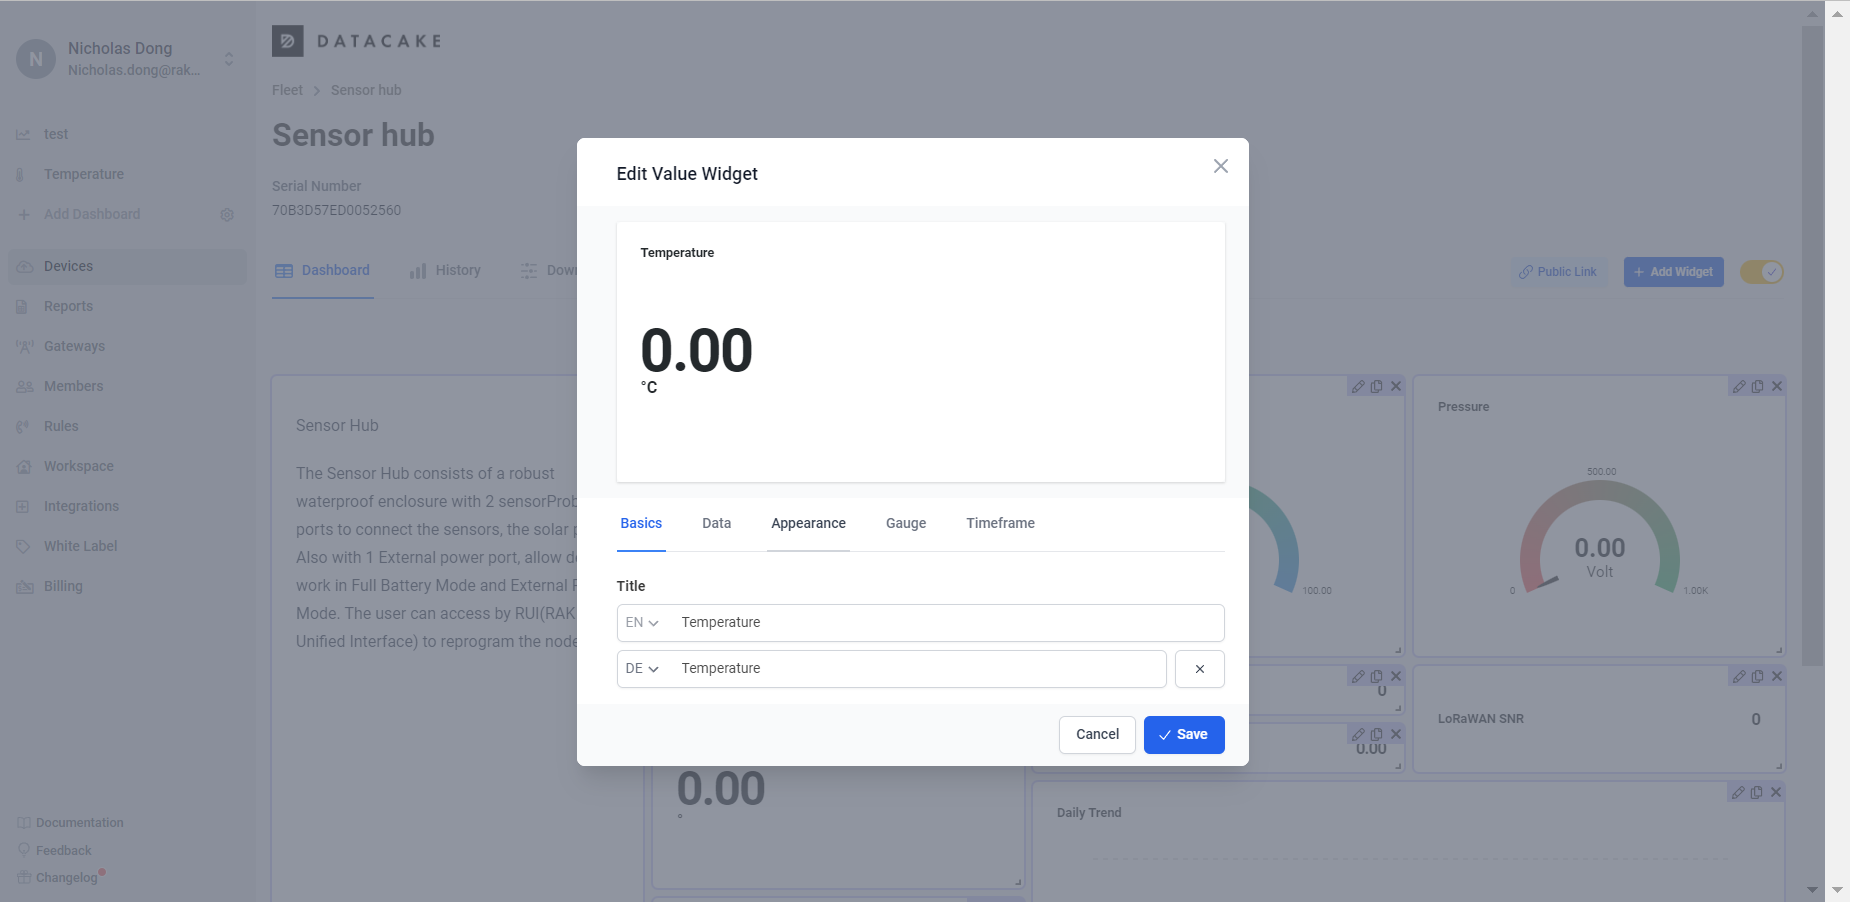 N
Nicholas Dong
Nicholas.dong@rak...
test
Temperature
Add Dashboard
Devices
Reports
Gateways
Members
Rules
Workspace
Integrations
White Label
Billing
Documentation
Feedback
Changelog
DATACAKE
Fleet > Sensor hub
Sensor hub
Serial Number
70B3D57ED0052560
Dashboard
History
Public Link
+ Add Widget
Sensor Hub
The Sensor Hub consists of a robust
waterproof enclosure with 2 sensorProb
ports to connect the sensors, the solar
Also with 1 External power port, allow
work in Full Battery Mode and External
Mode. The user can access by RUI(RAK
Unified Interface) to reprogram the node
Edit Value Widget
Temperature
0.00
°C
Basics
Data
Appearance
Gauge
Timeframe
Title
EN
Temperature
DE
Temperature
Cancel
Save
0.00
°
100.00
Pressure
500.00
0.00
Volt
0
1.00K
0
0.00
LoRaWAN SNR
0
Daily Trend